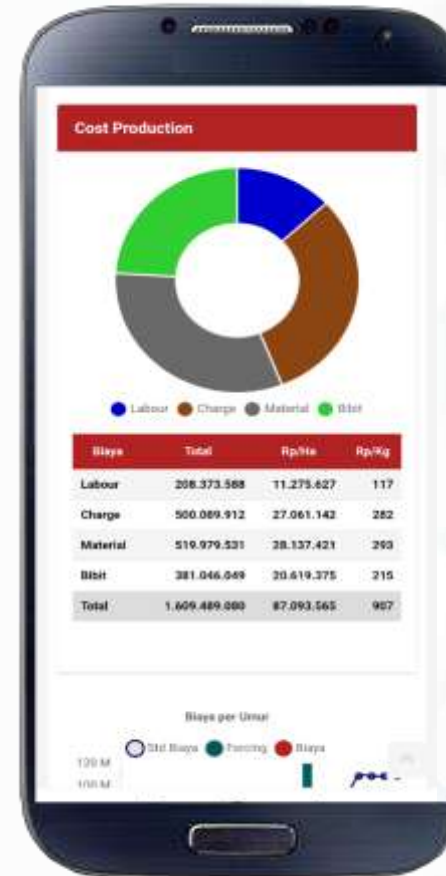 Cost Production
Labour Charge Material Bibit
Biaya Total Rp/Ha Rp/Kg
Labour 208.373.588 11.275.627 117
Charge 500.089.912 27.061.142 282
Material 519.979.531 28.137.421 293
Bibit 381.046.049 20.619.375 215
Total 1.609.489.080 87.093.565 907
Biaya per Umur
Std Biaya Forcing Biaya
120 M
100 M